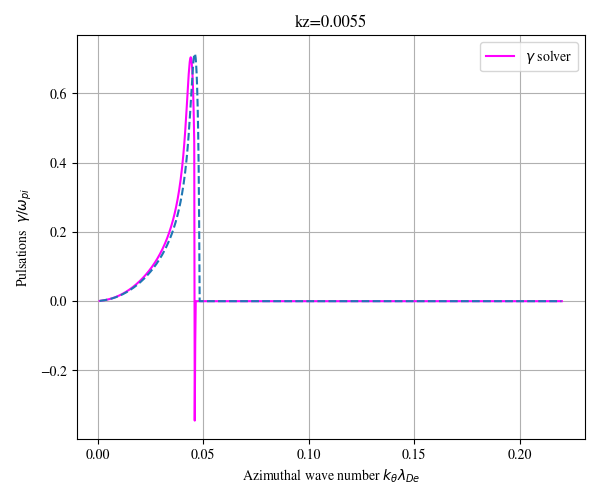 kz=0.0055
γ solver
Pulsations γ/ω_pi
0.6
0.4
0.2
0.0
−0.2
0.00 0.05 0.10 0.15 0.20
Azimuthal wave number k_θλ_De